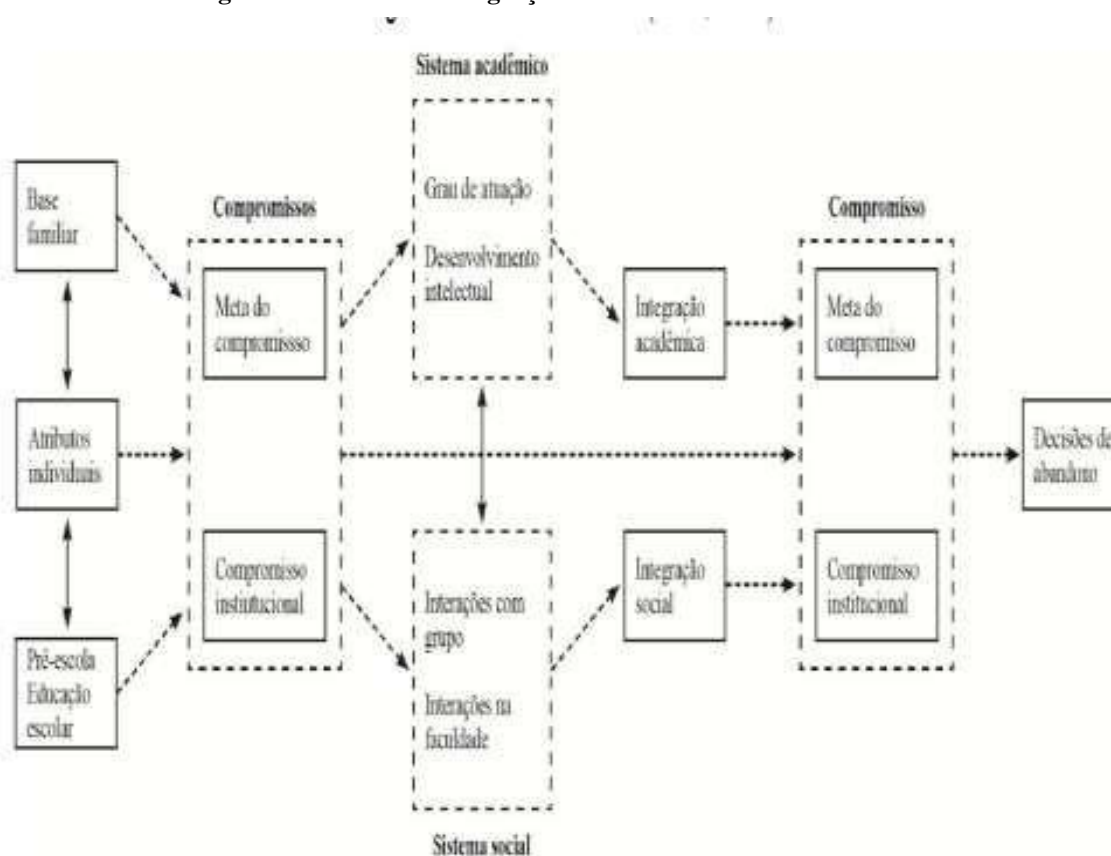 Sistema acadêmico
Base
familiar
Compromissos
Grau de atuação
Desenvolvimento
intelectual
Compromisso
Meta do
compromissso
Integração
acadêmica
Meta do
compromisso
Atributos
individuais
Decisões de
abandono
Compromisso
institucional
Interações com
grupo
Integração
social
Compromisso
institucional
Pré-escola
Educação
escolar
Interações na
faculdade
Sistema social